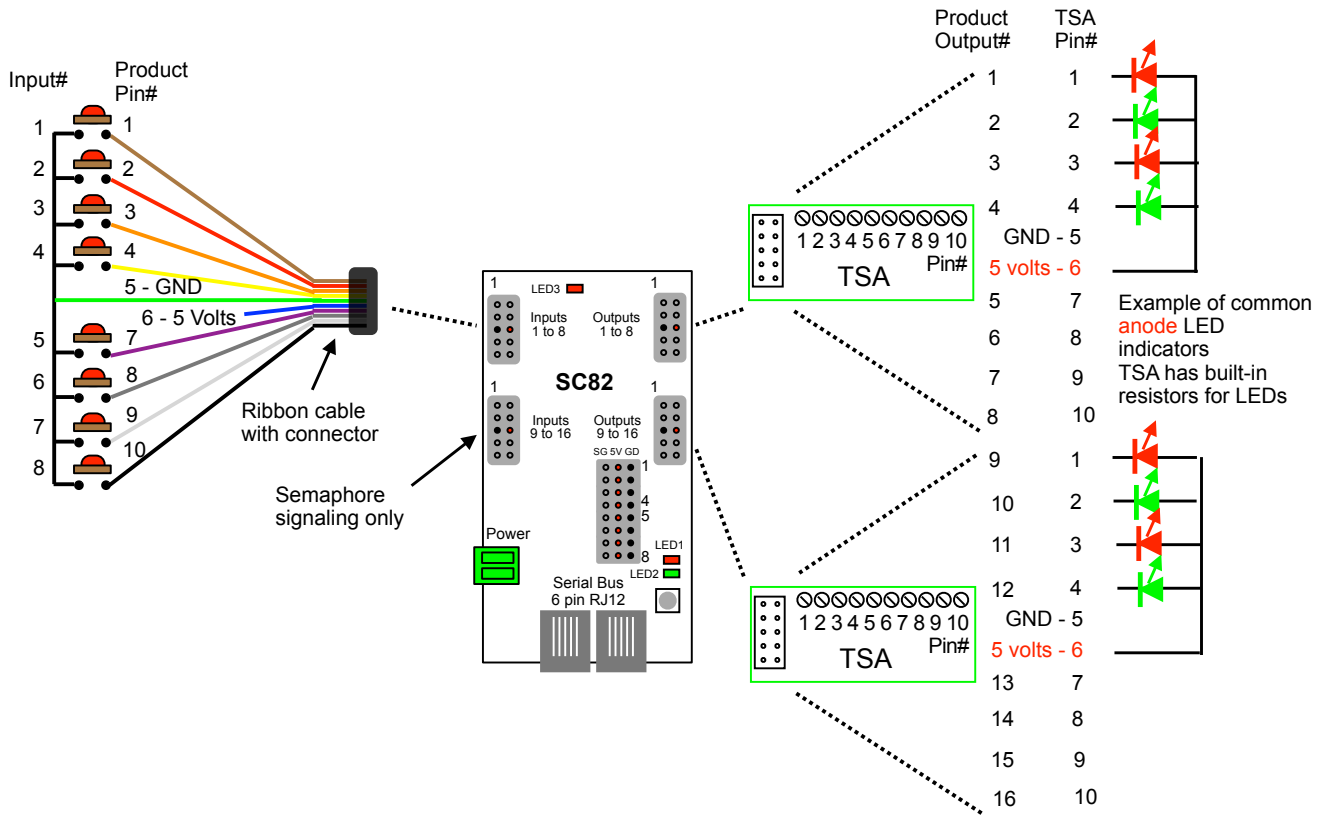 Input#
Product
Pin#
1
1
2
2
3
3
4
4
5 - GND
6 - 5 Volts
5
7
6
8
7
9
8
10
Ribbon cable
with connector
Semaphore
signaling only
1
LED3
1
Inputs
1 to 8
Outputs
1 to 8
SC82
1
1
Inputs
9 to 16
Outputs
9 to 16
SG 5V GD
1
4
5
8
Power
LED1
LED2
Serial Bus
6 pin RJ12
1 2 3 4 5 6 7 8 9 10
Pin#
TSA
1 2 3 4 5 6 7 8 9 10
Pin#
TSA
Product
Output#
TSA
Pin#
1 1
2 2
3 3
4 4
GND - 5
5 volts - 6
5 7
6 8
7 9
8 10
9 1
10 2
11 3
12 4
GND - 5
5 volts - 6
13 7
14 8
15 9
16 10
Example of common
anode LED
indicators
TSA has built-in
resistors for LEDs